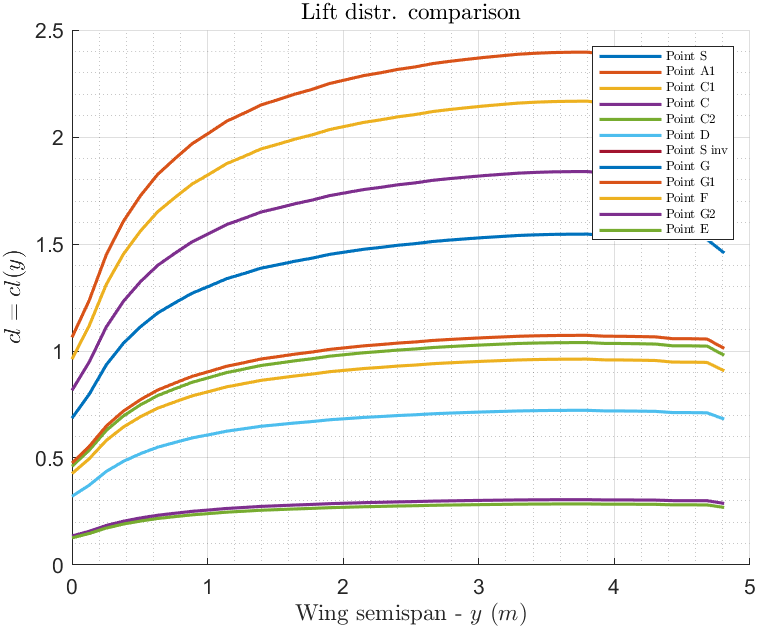 Lift distr. comparison
2.5
2
1.5
1
0.5
0
cl = cl(y)
Point S
Point A1
Point C1
Point C
Point C2
Point D
Point S inv
Point G
Point G1
Point F
Point G2
Point E
0 1 2 3 4 5
Wing semispan - y (m)